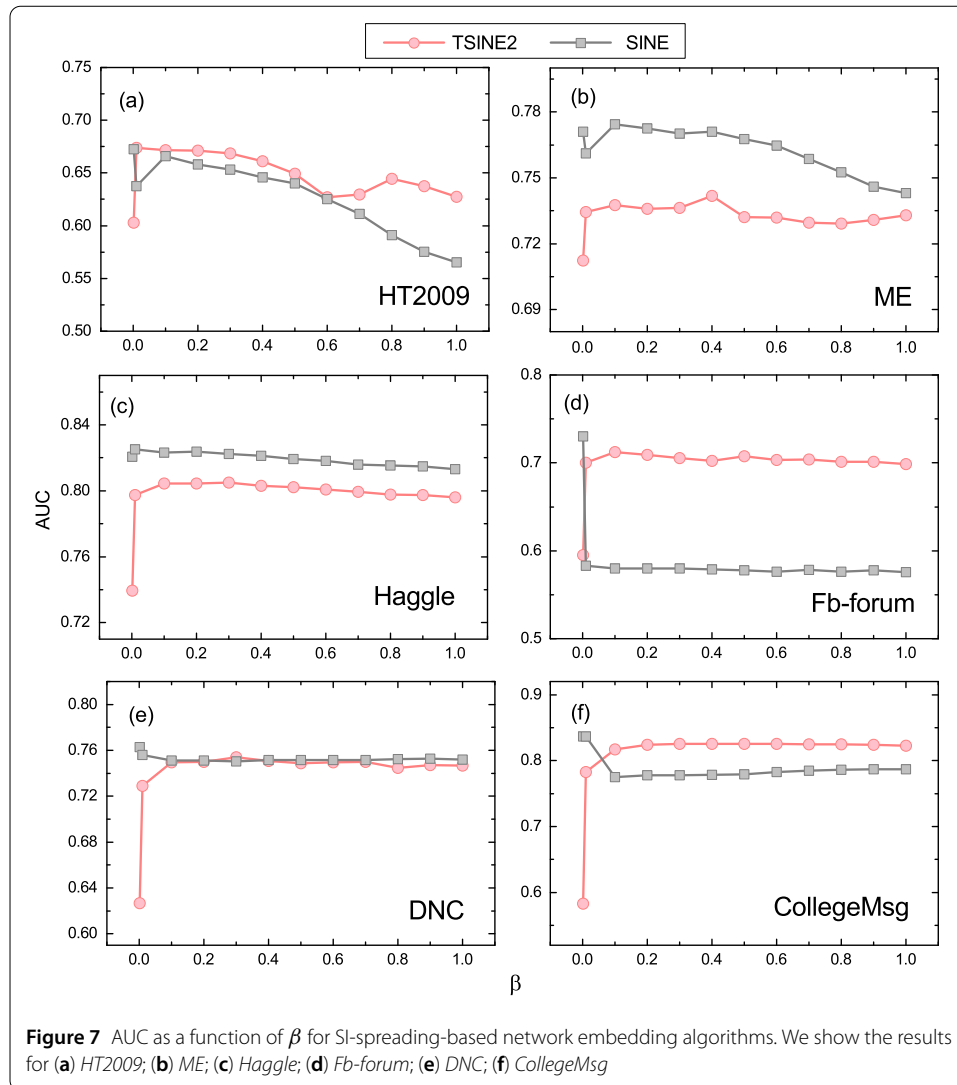 TSINE2 SINE
(a)
0.75
0.70
0.65
0.60
0.55
0.50
HT2009
0.0 0.2 0.4 0.6 0.8 1.0
(b)
0.78
0.75
0.72
0.69
ME
0.0 0.2 0.4 0.6 0.8 1.0
(c)
0.84
0.80
0.76
0.72
Haggle
0.0 0.2 0.4 0.6 0.8 1.0
(d)
0.8
0.7
0.6
0.5
Fb-forum
0.0 0.2 0.4 0.6 0.8 1.0
AUC
(e)
0.80
0.76
0.72
0.68
0.64
0.60
DNC
0.0 0.2 0.4 0.6 0.8 1.0
(f)
0.9
0.8
0.7
0.6
CollegeMsg
0.0 0.2 0.4 0.6 0.8 1.0
β
Figure 7 AUC as a function of β for SI-spreading-based network embedding algorithms. We show the results
for (a) HT2009; (b) ME; (c) Haggle; (d) Fb-forum; (e) DNC; (f) CollegeMsg